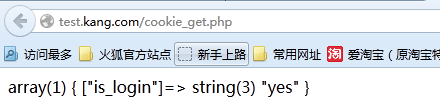 test.kang.com/cookie_get.php
访问最多 火狐官方站点 新手上路 常用网址 淘 爱淘宝（原淘宝特
array(1) { ["is_login"]=> string(3) "yes" }